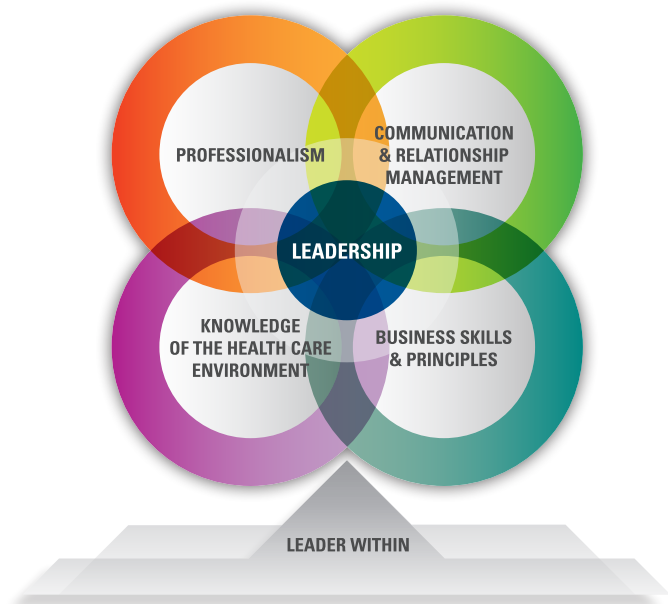 PROFESSIONALISM
COMMUNICATION
& RELATIONSHIP
MANAGEMENT
LEADERSHIP
KNOWLEDGE
OF THE HEALTH CARE
ENVIRONMENT
BUSINESS SKILLS
& PRINCIPLES
LEADER WITHIN